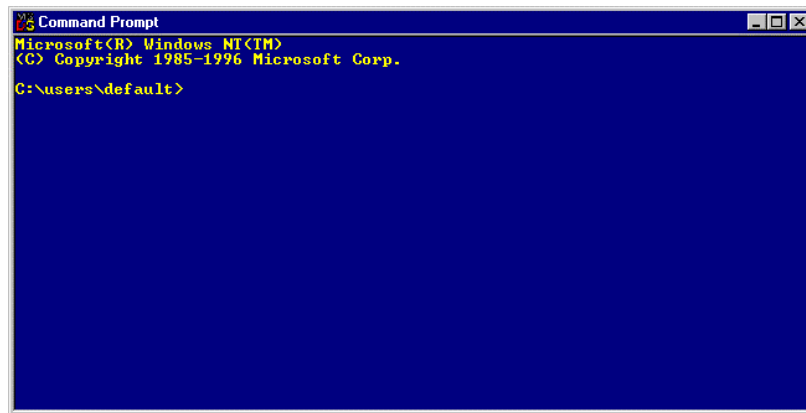 Command Prompt
Microsoft(R) Windows NT(TM)
(C) Copyright 1985-1996 Microsoft Corp.
C:\users\default>